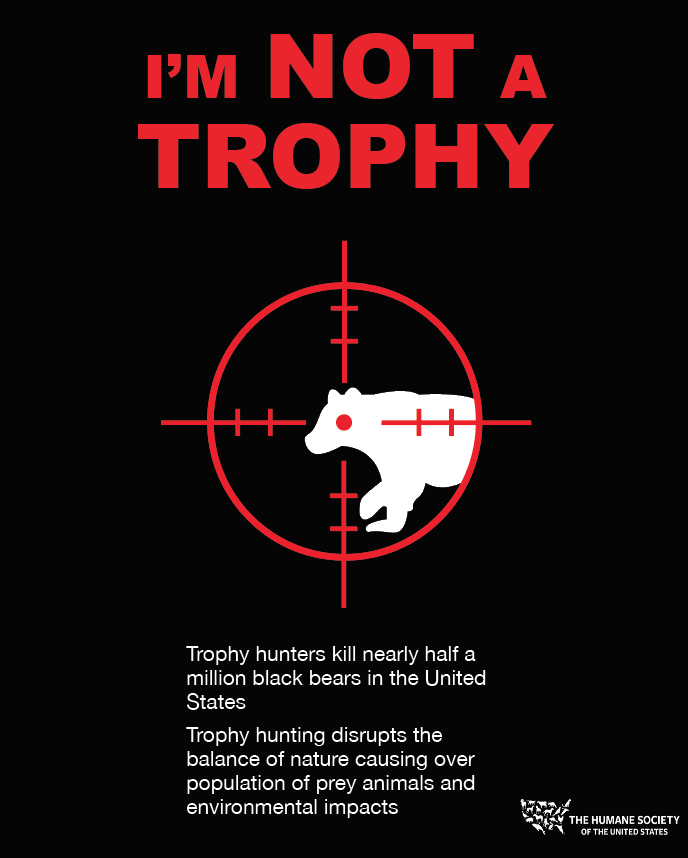 I'M NOT A
TROPHY
Trophy hunters kill nearly half a
million black bears in the United
States
Trophy hunting disrupts the
balance of nature causing over
population of prey animals and
environmental impacts
THE HUMANE SOCIETY
OF THE UNITED STATES